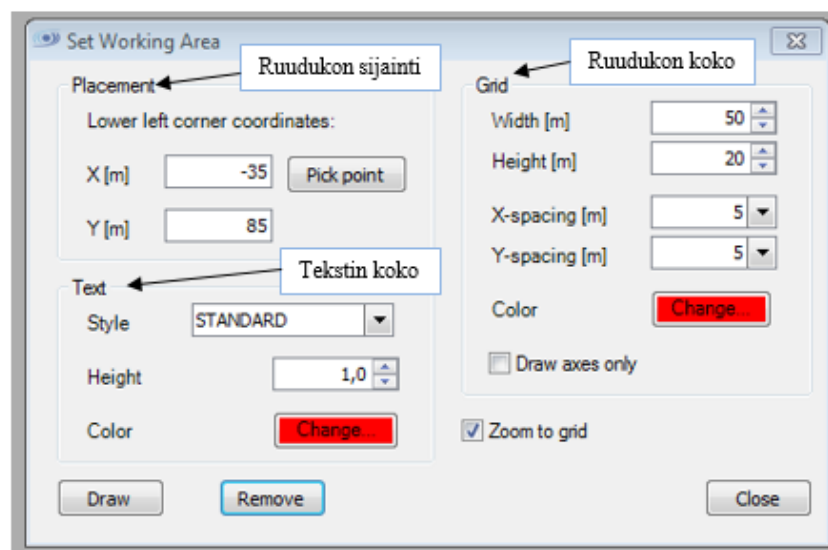 Set Working Area
Ruudukon sijainti
Placement
Lower left corner coordinates:
X [m] -35 Pick point
Y [m] 85
Tekstin koko
Text
Style STANDARD
Height 1,0
Color Change...
Ruudukon koko
Grid
Width [m] 50
Height [m] 20
X-spacing [m] 5
Y-spacing [m] 5
Color Change...
Draw axes only
Zoom to grid
Draw Remove Close